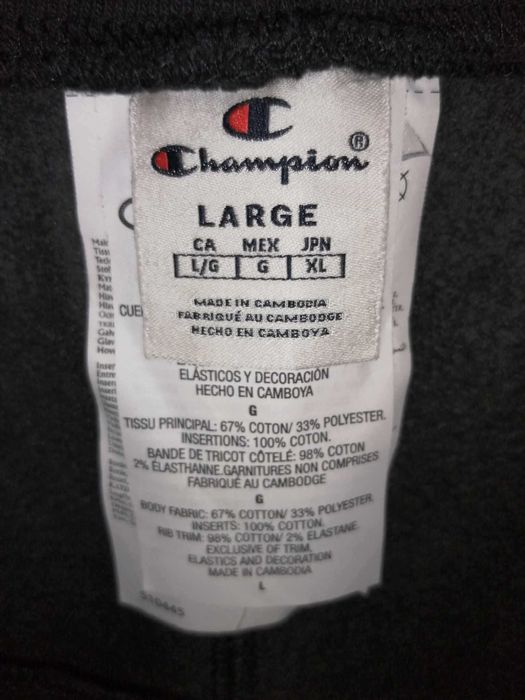 Champion®
LARGE
CA MEX JPN
L/G G XL
MADE IN CAMBODIA
FABRIQUÉ AU CAMBODGE
HECHO EN CAMBOYA
CUE
ELÁSTICOS Y DECORACIÓN
HECHO EN CAMBOYA
G
TISSU PRINCIPAL: 67% COTON/ 33% POLYESTER.
INSERTIONS: 100% COTON.
BANDE DE TRICOT CÔTELÉ: 98% COTON
2% ÉLASTHANNE.GARNITURES NON COMPRISES
FABRIQUÉ AU CAMBODGE
G
BODY FABRIC: 67% COTTON/ 33% POLYESTER.
INSERTS: 100% COTTON.
RIB TRIM: 98% COTTON/ 2% ELASTANE
EXCLUSIVE OF TRIM,
ELASTICS AND DECORATION
MADE IN CAMBODIA
L